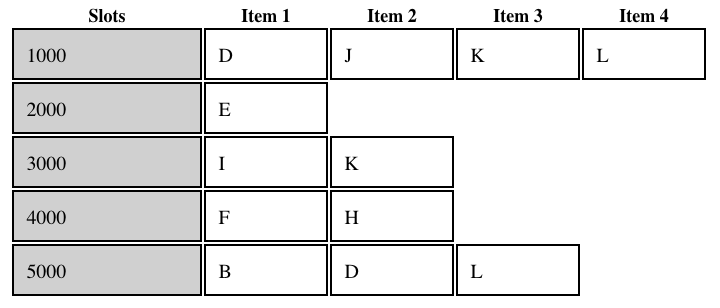 Slots Item 1 Item 2 Item 3 Item 4
1000 D J K L
2000 E
3000 I K
4000 F H
5000 B D L